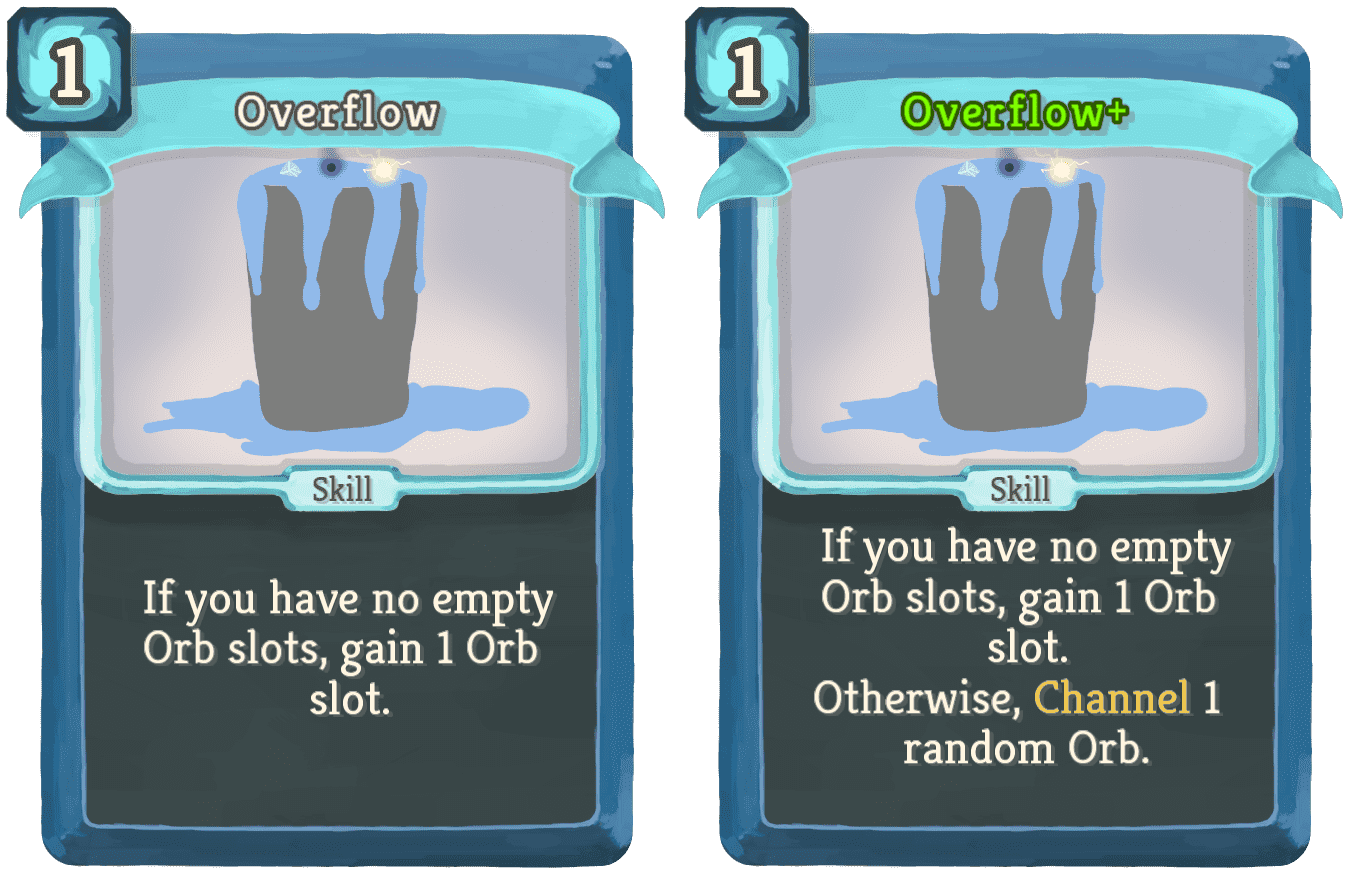 1
Overflow
Skill
If you have no empty
Orb slots, gain 1 Orb
slot.
1
Overflow+
Skill
If you have no empty
Orb slots, gain 1 Orb
slot.
Otherwise, Channel 1
random Orb.